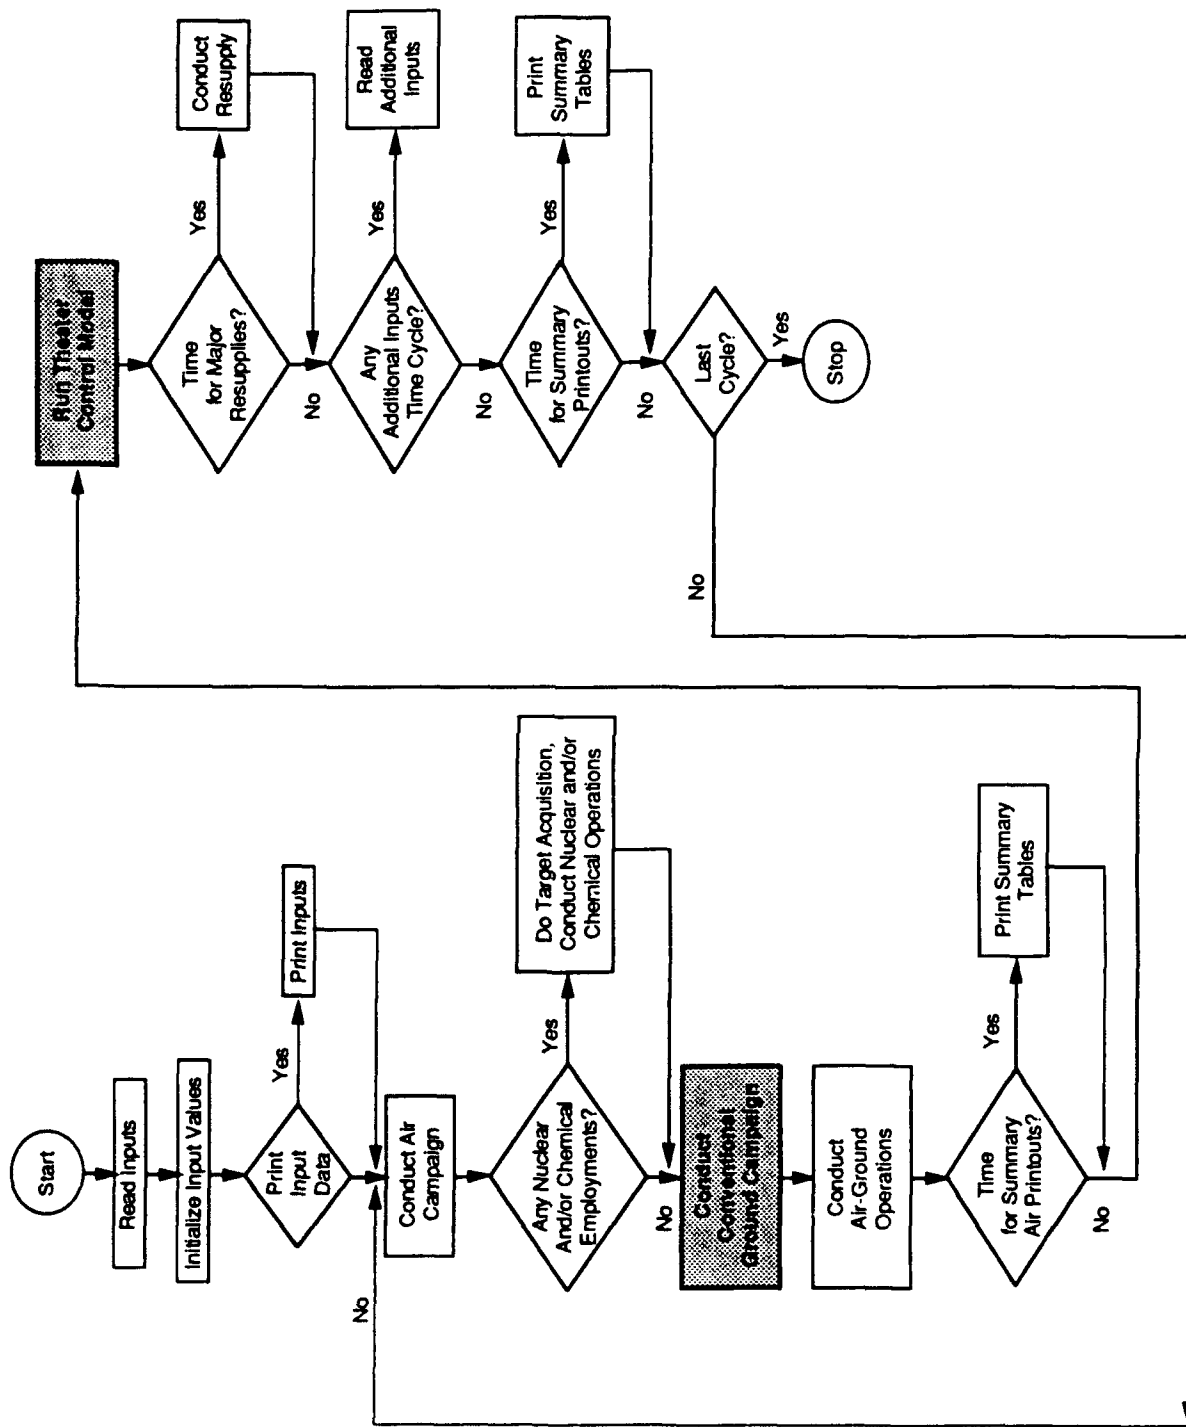 Start
Read Inputs
Initialize Input Values
Print
Input
Data
Yes
Print Inputs
No
Conduct Air
Campaign
Any Nuclear
And/or Chemical
Employments?
Yes
Do Target Acquisition,
Conduct Nuclear and/or
Chemical Operations
No
Conduct
Conventional
Ground Campaign
Conduct
Air-Ground
Operations
Time
for Summary
Air Printouts?
Yes
Print Summary
Tables
No
Run Theater
Control Model
Time
for Major
Resupplies?
Yes
Conduct
Resupply
No
Any
Additional Inputs
Time Cycle?
Yes
Read
Additional
Inputs
No
Time
for Summary
Printouts?
Yes
Print
Summary
Tables
No
Last
Cycle?
No
Yes
Stop